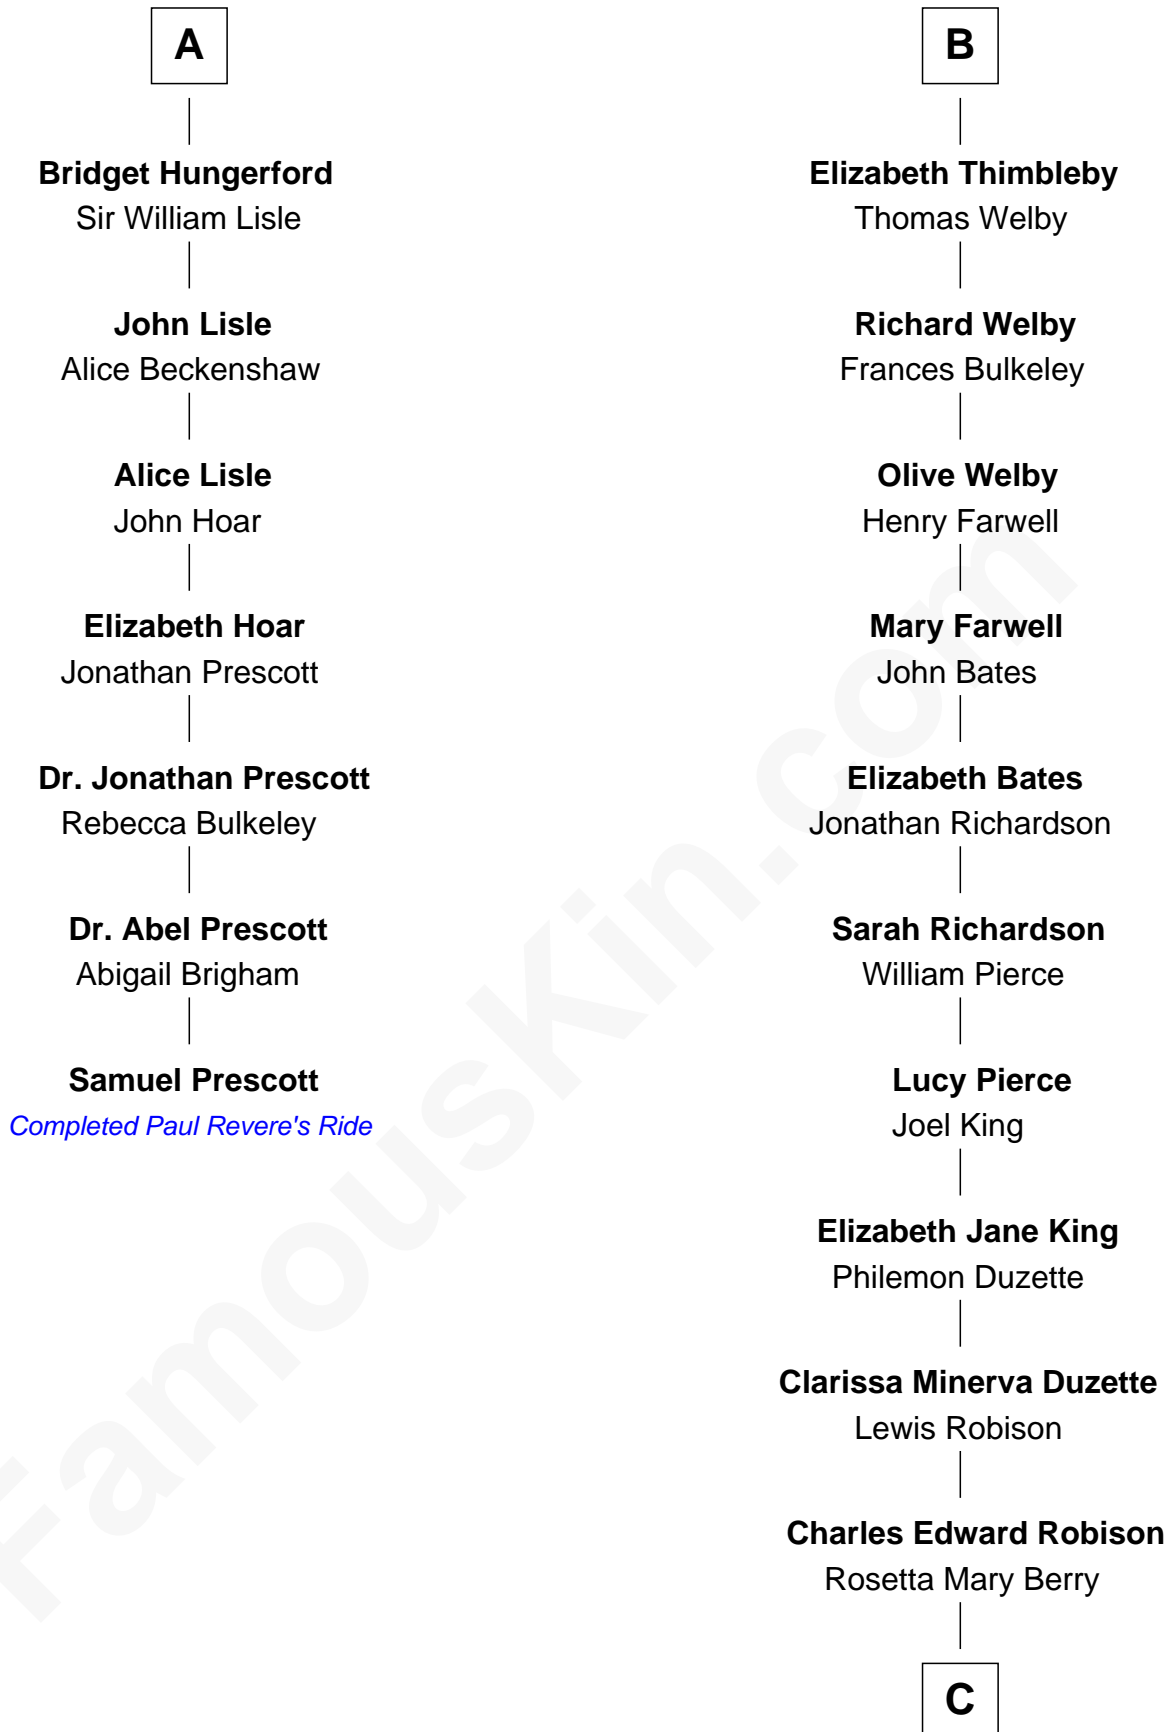 A
Bridget Hungerford
Sir William Lisle
John Lisle
Alice Beckenshaw
Alice Lisle
John Hoar
Elizabeth Hoar
Jonathan Prescott
Dr. Jonathan Prescott
Rebecca Bulkeley
Dr. Abel Prescott
Abigail Brigham
Samuel Prescott
Completed Paul Revere's Ride
B
Elizabeth Thimbleby
Thomas Welby
Richard Welby
Frances Bulkeley
Olive Welby
Henry Farwell
Mary Farwell
John Bates
Elizabeth Bates
Jonathan Richardson
Sarah Richardson
William Pierce
Lucy Pierce
Joel King
Elizabeth Jane King
Philemon Duzette
Clarissa Minerva Duzette
Lewis Robison
Charles Edward Robison
Rosetta Mary Berry
C
FamousKin.com